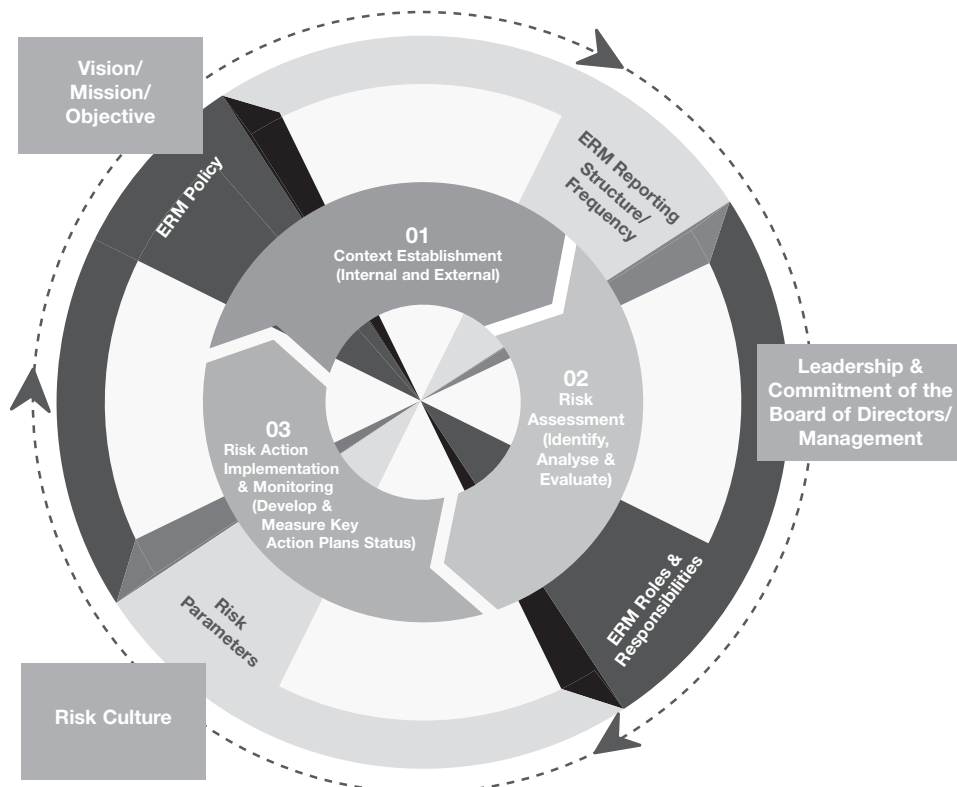 Vision/
Mission/
Objective
ERM Policy
ERM Reporting
Structure/
Frequency
01
Context Establishment
(Internal and External)
Leadership &
Commitment of the
Board of Directors/
Management
02
Risk
Assessment
(Identify,
Analyse &
Evaluate)
03
Risk Action
Implementation
& Monitoring
(Develop &
Measure Key
Action Plans Status)
ERM Roles &
Responsibilities
Risk
Parameters
Risk Culture